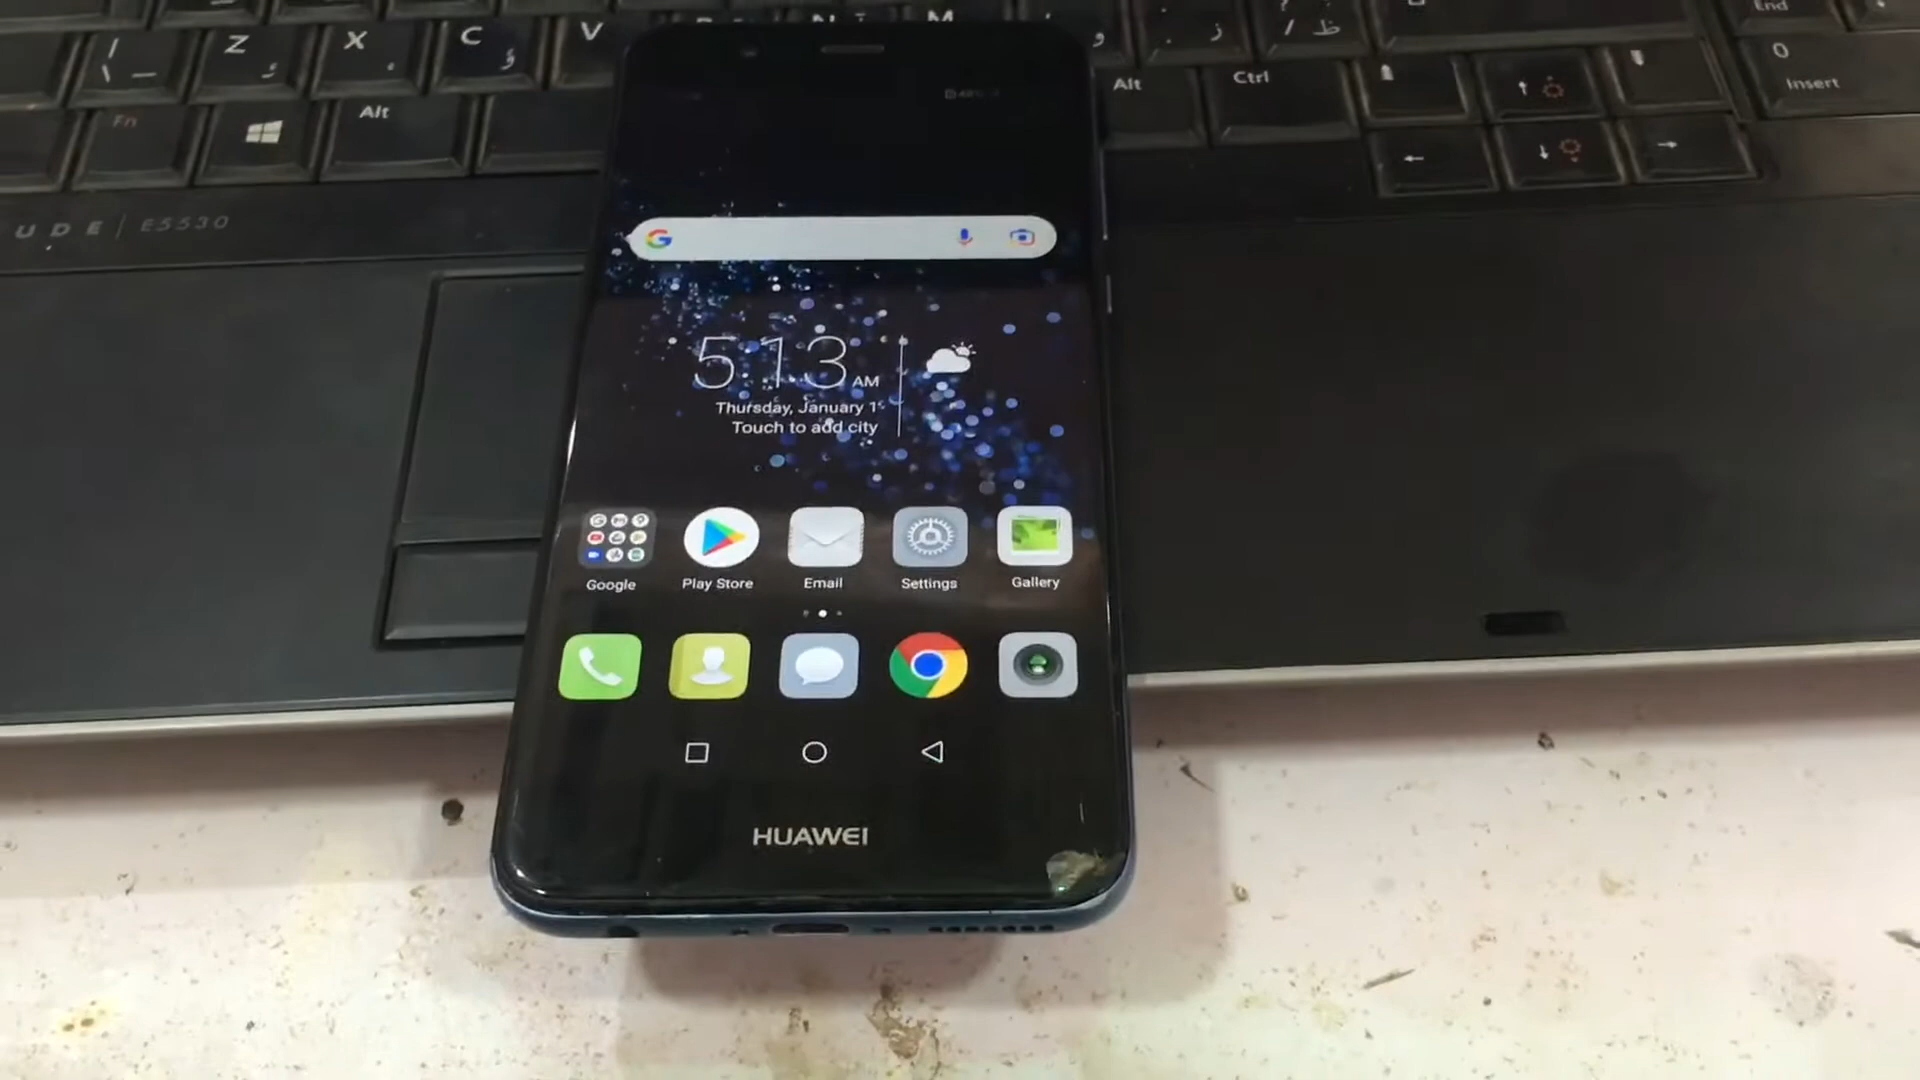 End
Z
X
C
V
M
0
Insert
Fn
Alt
Alt
Ctrl
UDE | E5530
5:13 AM
Thursday, January 1
Touch to add city
Google
Play Store
Email
Settings
Gallery
HUAWEI